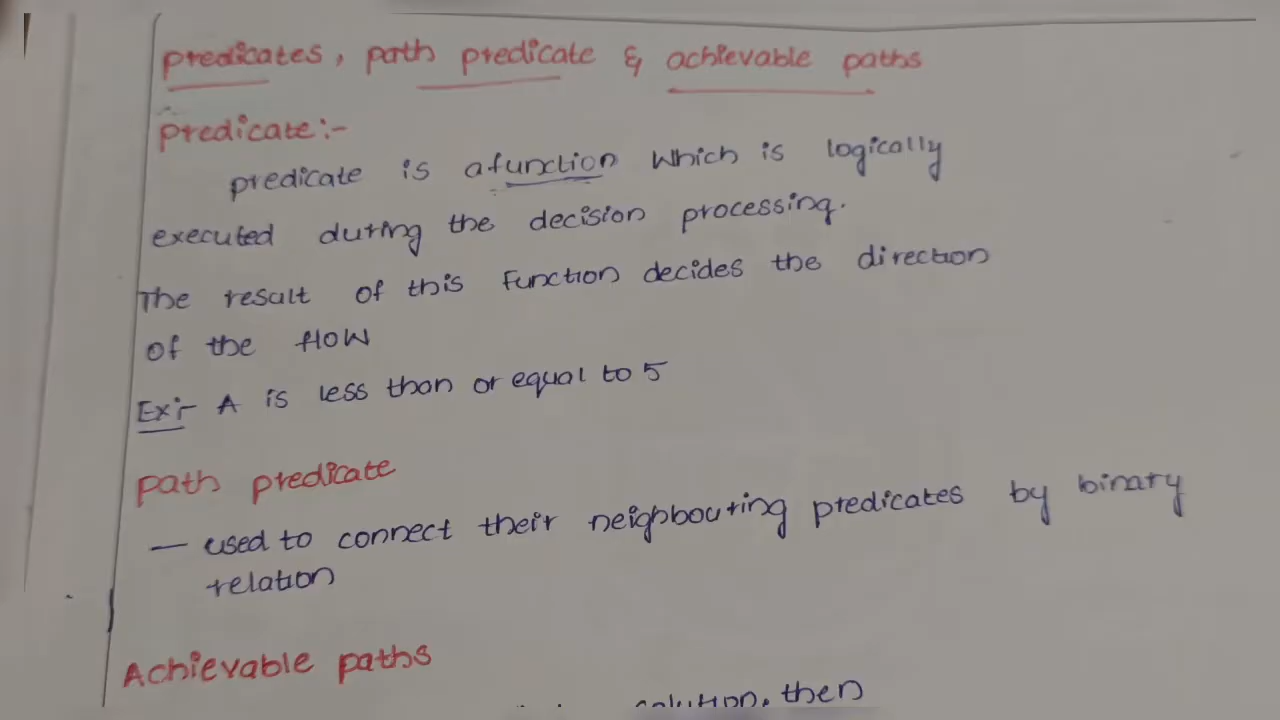 predicates, path predicate & achievable paths
predicate:-
predicate is a function which is logically
executed during the decision processing.
The result of this function decides the direction
of the flow
Ex:- A is less than or equal to 5
path predicate
— used to connect their neighbouring predicates by binary
relation
Achievable paths
solution, then